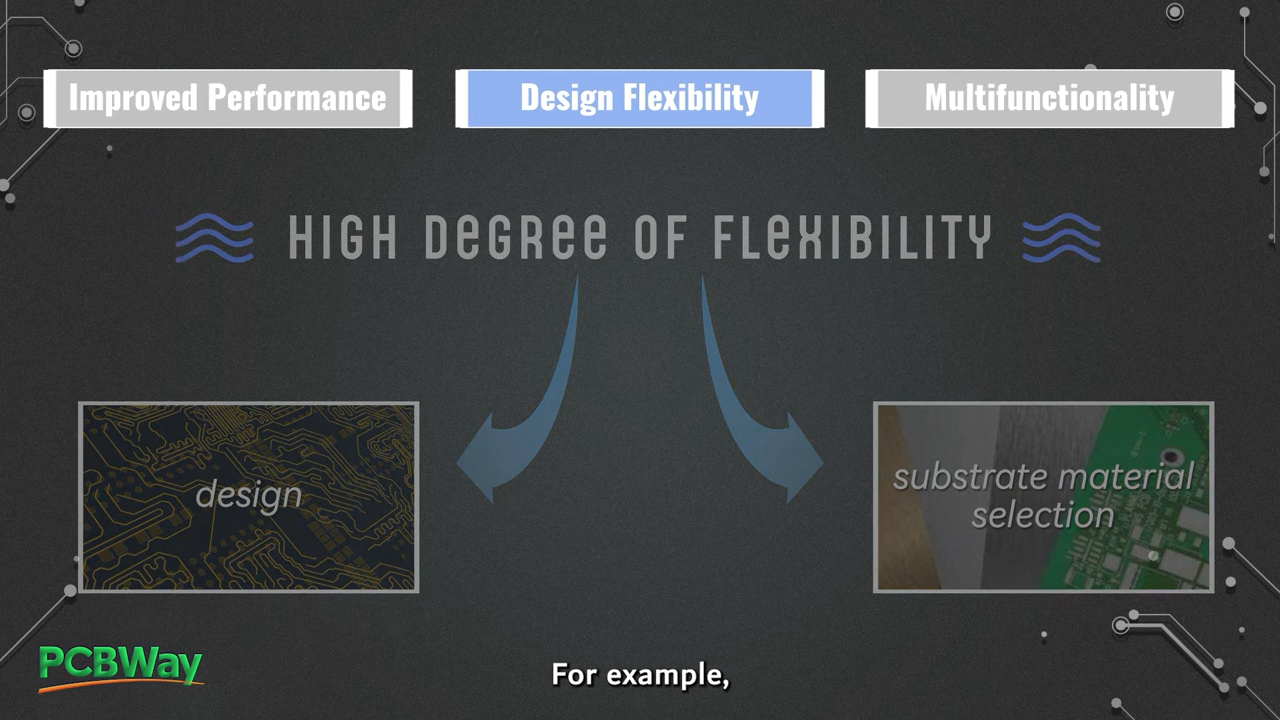 Improved Performance
Design Flexibility
Multifunctionality
HIGH DEGREE OF FLEXIBILITY
design
substrate material
selection
PCBWay
For example,